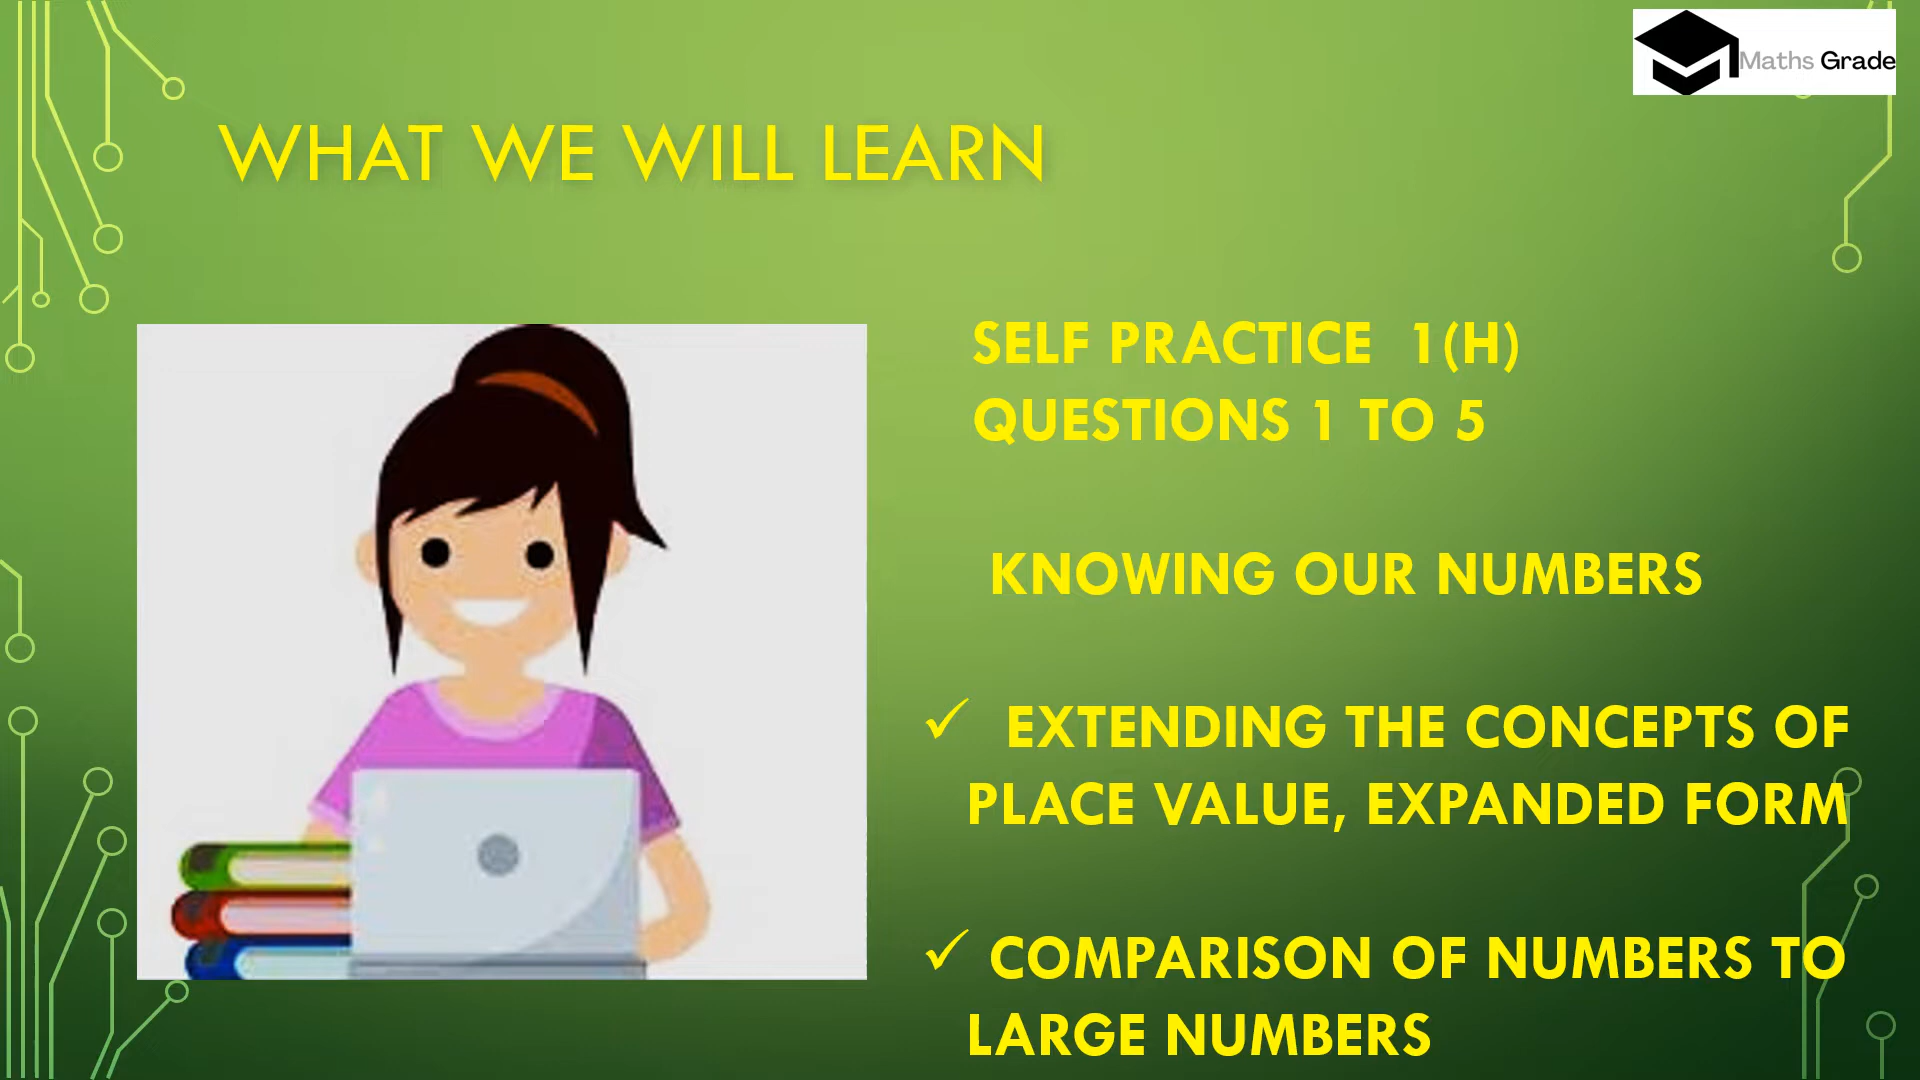 Maths Grade
WHAT WE WILL LEARN
SELF PRACTICE 1(H)
QUESTIONS 1 TO 5
KNOWING OUR NUMBERS
✓ EXTENDING THE CONCEPTS OF
PLACE VALUE, EXPANDED FORM
✓ COMPARISON OF NUMBERS TO
LARGE NUMBERS